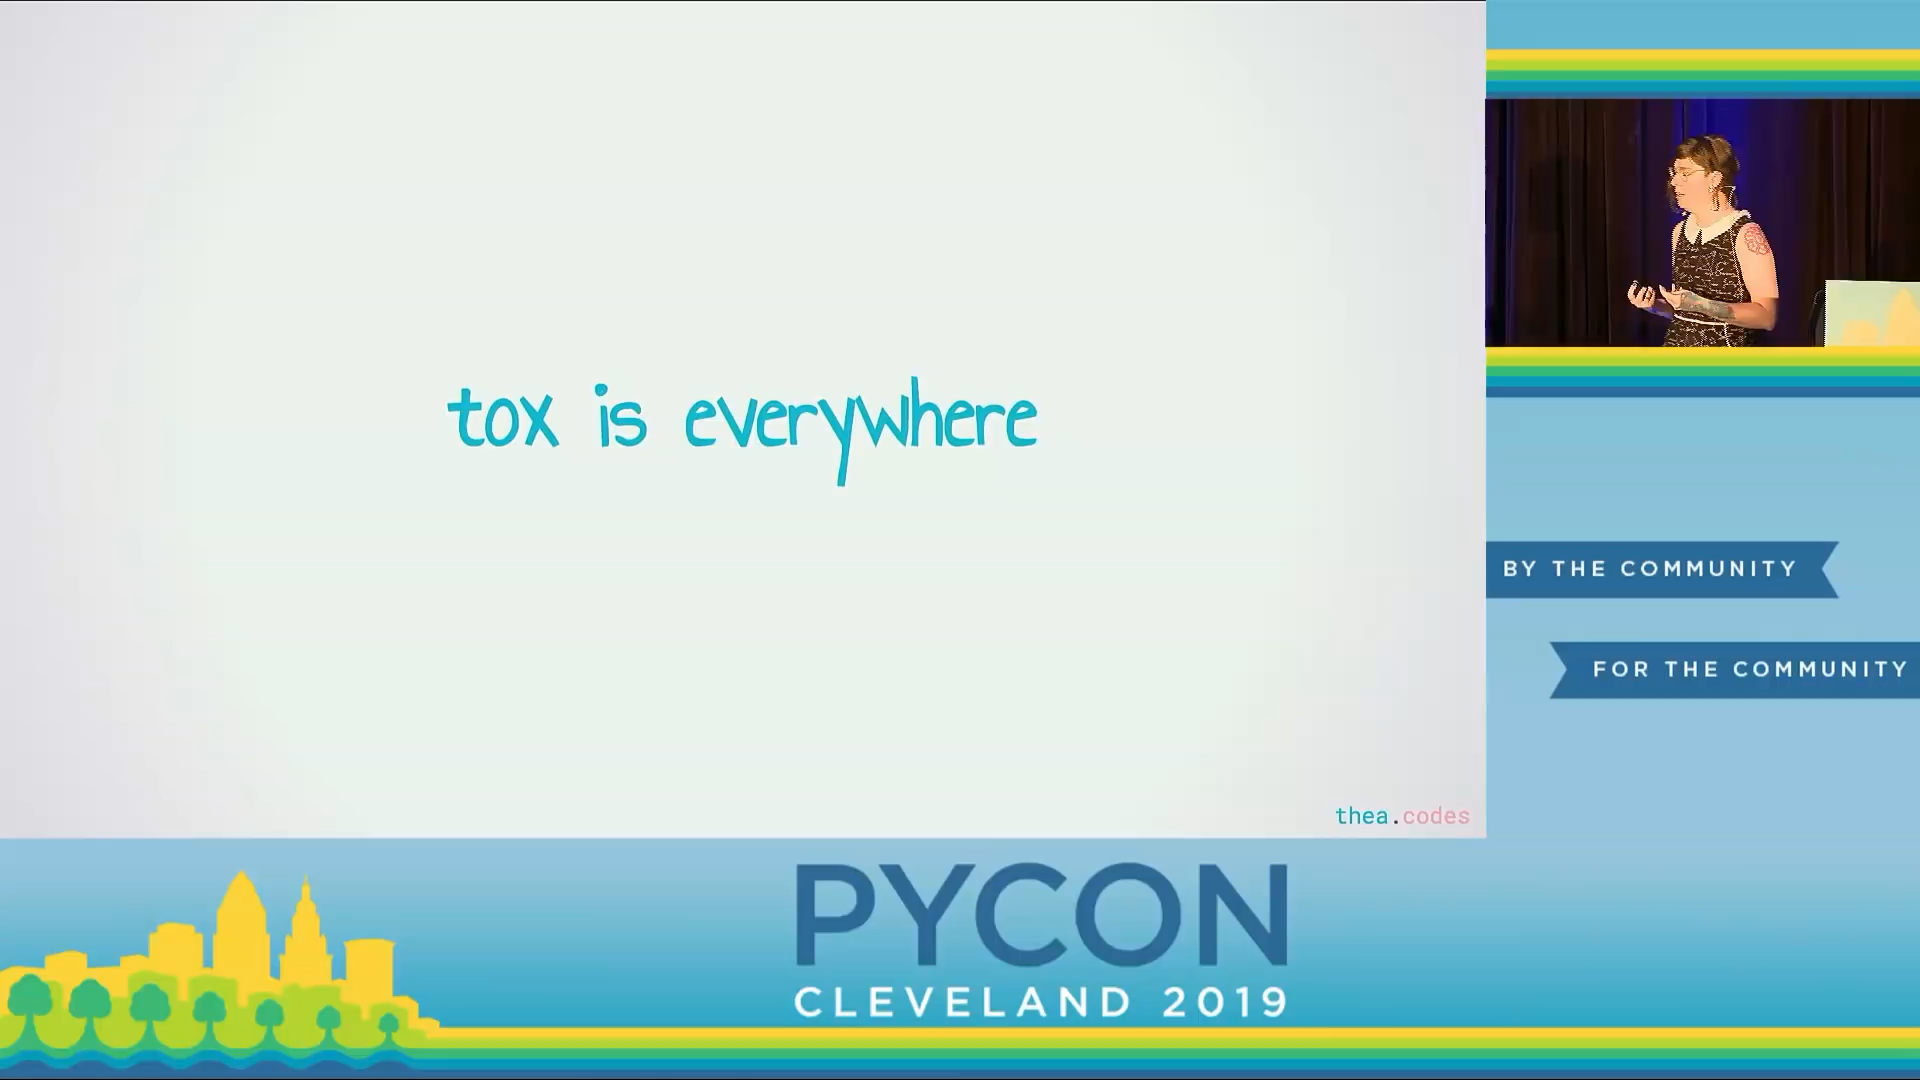 tox is everywhere
thea.codes
BY THE COMMUNITY
FOR THE COMMUNITY
PYCON
CLEVELAND 2019